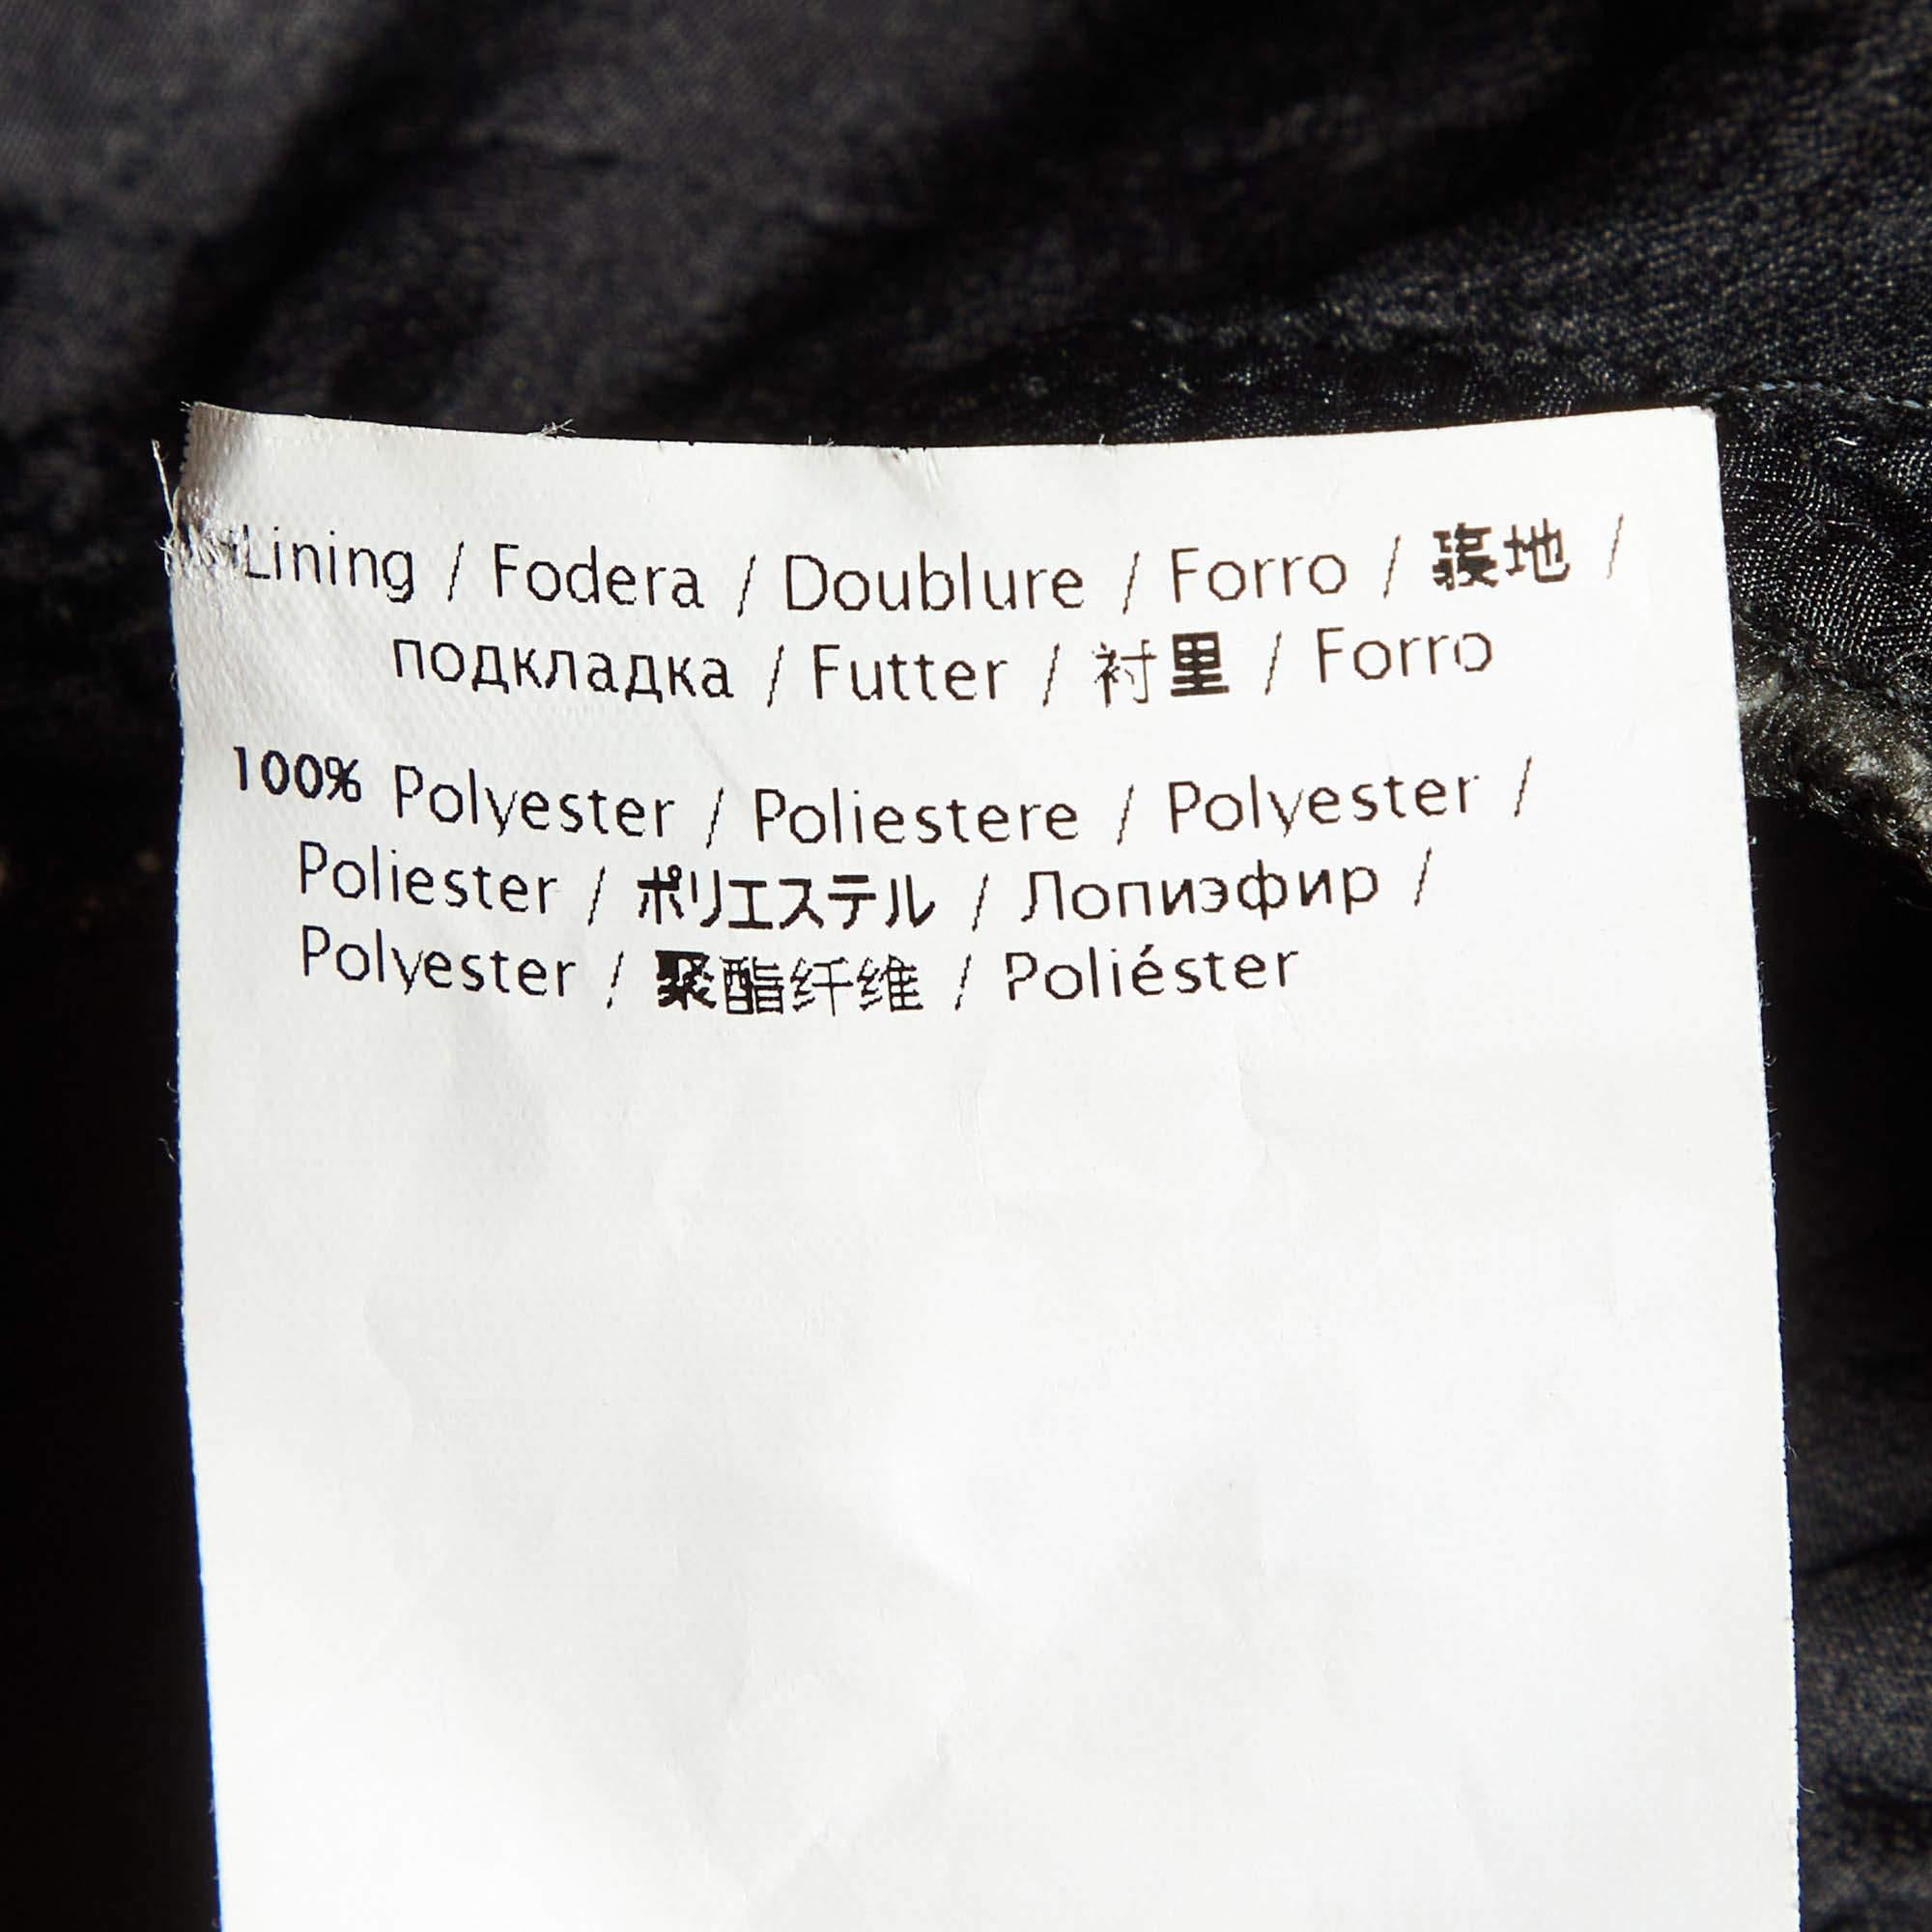 Lining / Fodera / Doublure / Forro / 裏地 /
подкладка / Futter / 衬里 / Forro
100% Polyester / Poliestere / Polyester /
Poliester / ポリエステル / Лопиэфир /
Polyester / 聚酯纤维 / Poliéster